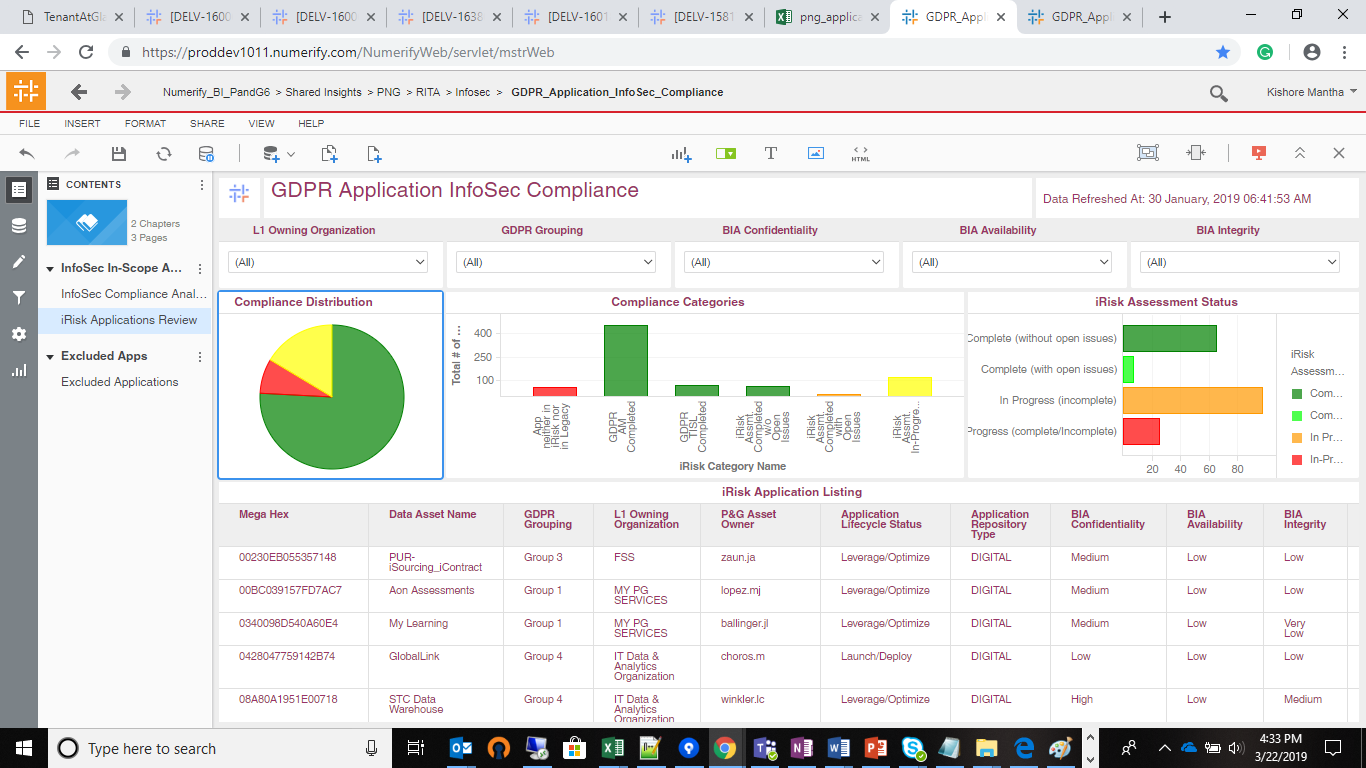 TenantAtGla
[DELV-1600
[DELV-1600
[DELV-1638
[DELV-1601
[DELV-1581
png_applica
GDPR_Appl
GDPR_Appl
https://proddev1011.numerify.com/NumerifyWeb/servlet/mstrWeb
Numerify_BI_PandG6 > Shared Insights > PNG > RITA > Infosec > GDPR_Application_InfoSec_Compliance
Kishore Mantha
FILE INSERT FORMAT SHARE VIEW HELP
HTML
CONTENTS
2 Chapters
3 Pages
InfoSec In-Scope A...
InfoSec Compliance Anal...
iRisk Applications Review
Excluded Apps
Excluded Applications
GDPR Application InfoSec Compliance
Data Refreshed At: 30 January, 2019 06:41:53 AM
L1 Owning Organization
GDPR Grouping
BIA Confidentiality
BIA Availability
BIA Integrity
(All)
(All)
(All)
(All)
(All)
Compliance Distribution
Compliance Categories
Total # of ...
400
250
100
App neither in iRisk nor in Legacy
GDPR AM Completed
GDPR TISL Completed
iRisk Assmt. Completed w/o Open Issues
iRisk Assmt. Completed with Open Issues
iRisk Assmt. In-Progre...
iRisk Category Name
iRisk Assessment Status
Complete (without open issues)
Complete (with open issues)
In Progress (incomplete)
Progress (complete/Incomplete)
20 40 60 80
iRisk
Assessm...
Com...
Com...
In Pr...
In-Pr...
iRisk Application Listing
Mega Hex
Data Asset Name
GDPR Grouping
L1 Owning Organization
P&G Asset Owner
Application Lifecycle Status
Application Repository Type
BIA Confidentiality
BIA Availability
BIA Integrity
00230EB055357148 PUR-iSourcing_iContract Group 3 FSS zaun.ja Leverage/Optimize DIGITAL Medium Low Low
00BC039157FD7AC7 Aon Assessments Group 1 MY PG SERVICES lopez.mj Leverage/Optimize DIGITAL Medium Low Low
0340098D540A60E4 My Learning Group 1 MY PG SERVICES ballinger.jl Leverage/Optimize DIGITAL Medium Low Very Low
0428047759142B74 GlobalLink Group 4 IT Data & Analytics Organization choros.m Launch/Deploy DIGITAL Low Low Low
08A80A1951E00718 STC Data Warehouse Group 4 IT Data & Analytics Organization winkler.lc Leverage/Optimize DIGITAL High Low Medium
Type here to search
4:33 PM
3/22/2019